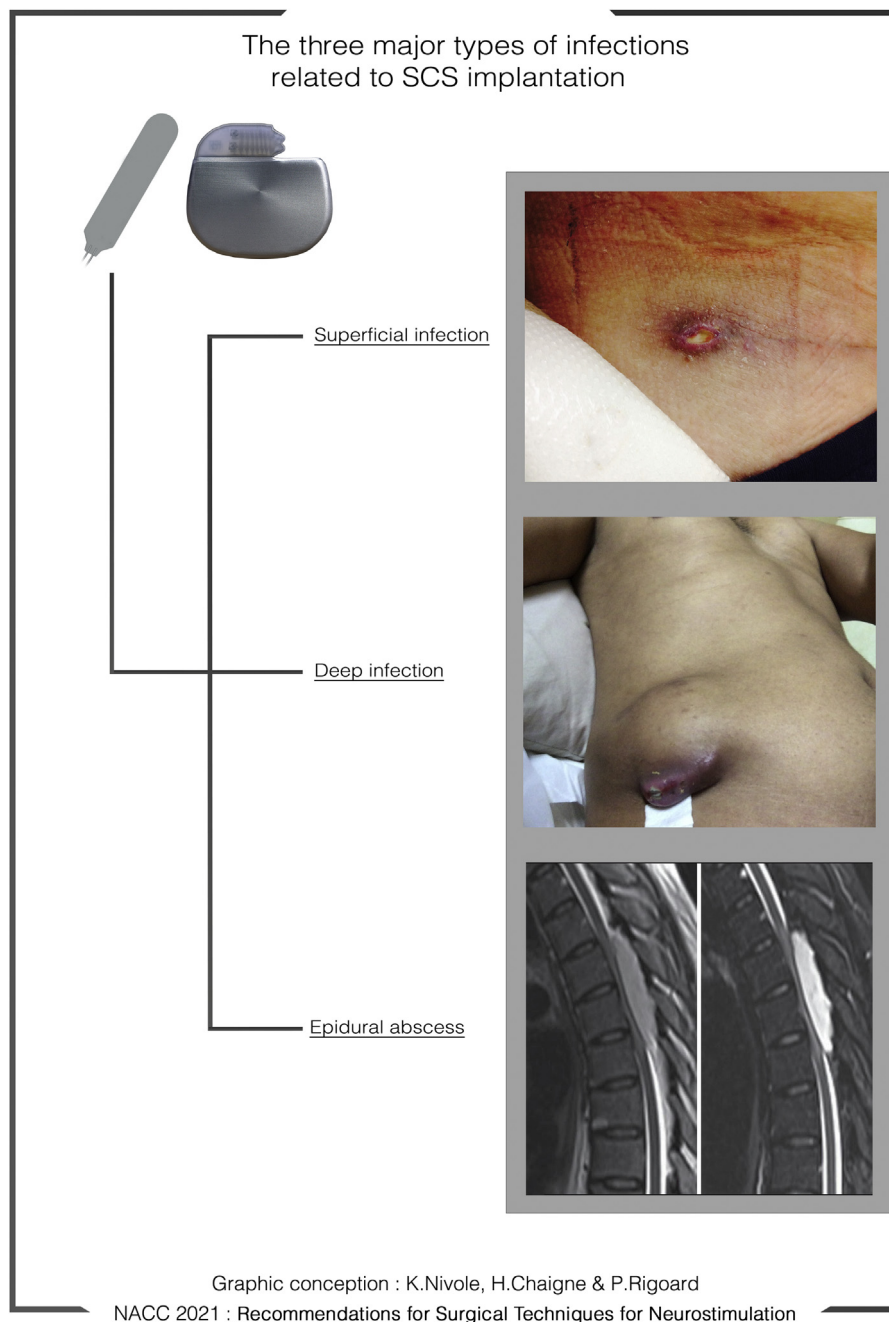 The three major types of infections
related to SCS implantation
Superficial infection
Deep infection
Epidural abscess
Graphic conception : K.Nivole, H.Chaigne & P.Rigoard
NACC 2021 : Recommendations for Surgical Techniques for Neurostimulation